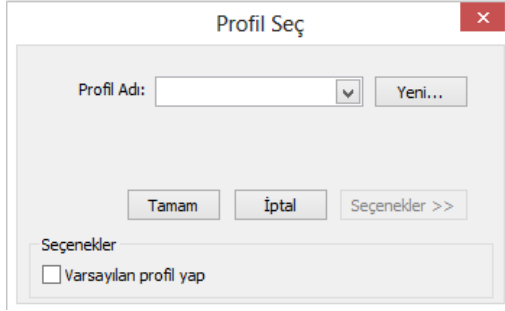 Profil Seç
Profil Adı: Yeni...
Tamam İptal Seçenekler >>
Seçenekler
Varsayılan profil yap